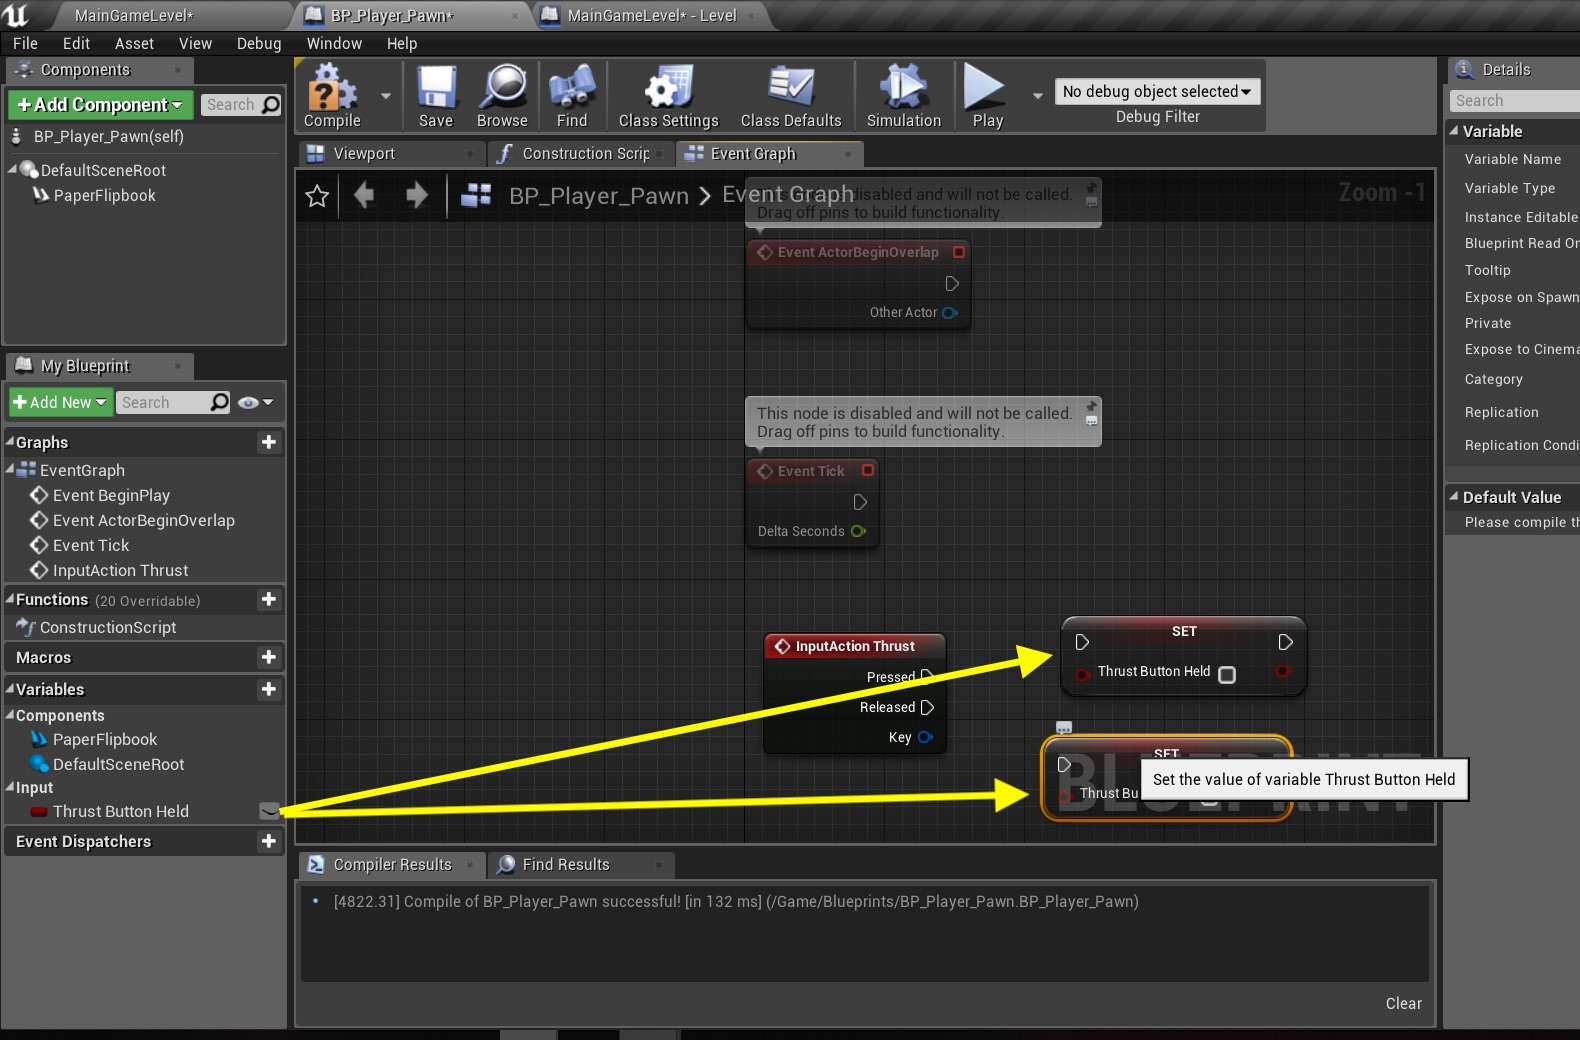 MainGameLevel*
BP_Player_Pawn*
MainGameLevel* - Level
File Edit Asset View Debug Window Help
Components
+Add Component
Search
BP_Player_Pawn(self)
DefaultSceneRoot
PaperFlipbook
Compile
Save
Browse
Find
Class Settings
Class Defaults
Simulation
Play
No debug object selected
Debug Filter
Viewport
Construction Scrip
Event Graph
BP_Player_Pawn > Event Graph
Zoom -1
This node is disabled and will not be called.
Drag off pins to build functionality.
Event ActorBeginOverlap
Other Actor
This node is disabled and will not be called.
Drag off pins to build functionality.
Event Tick
Delta Seconds
InputAction Thrust
Pressed
Released
Key
SET
Thrust Button Held
SET
Thrust Bu
Set the value of variable Thrust Button Held
BLUEPRINT
My Blueprint
+Add New
Search
Graphs
EventGraph
Event BeginPlay
Event ActorBeginOverlap
Event Tick
InputAction Thrust
Functions (20 Overridable)
ConstructionScript
Macros
Variables
Components
PaperFlipbook
DefaultSceneRoot
Input
Thrust Button Held
Event Dispatchers
Compiler Results
Find Results
[4822.31] Compile of BP_Player_Pawn successful! [in 132 ms] (/Game/Blueprints/BP_Player_Pawn.BP_Player_Pawn)
Clear
Details
Search
Variable
Variable Name
Variable Type
Instance Editable
Blueprint Read On
Tooltip
Expose on Spawn
Private
Expose to Cinema
Category
Replication
Replication Condi
Default Value
Please compile th